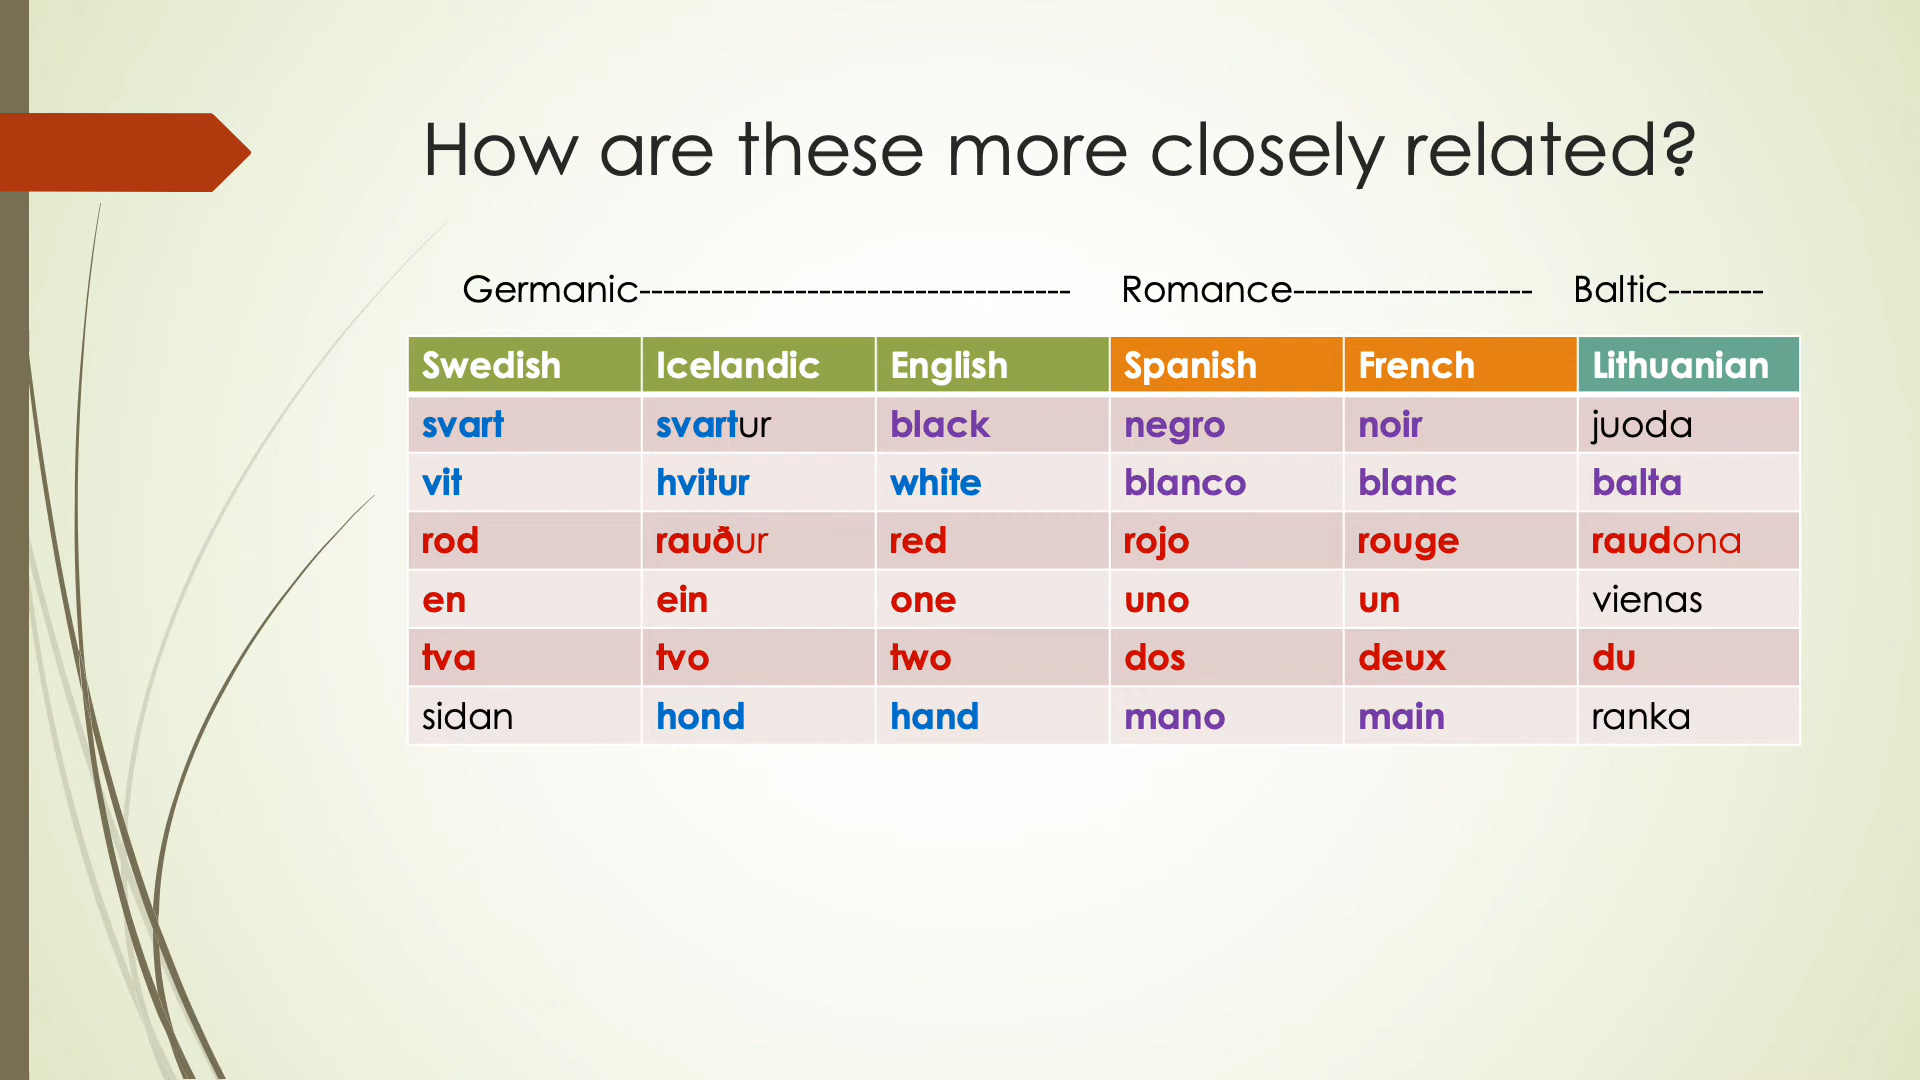 How are these more closely related?
Germanic------------------------------------ Romance-------------------- Baltic--------
Swedish Icelandic English Spanish French Lithuanian
svart svartur black negro noir juoda
vit hvitur white blanco blanc balta
rod rauður red rojo rouge raudona
en ein one uno un vienas
tva tvo two dos deux du
sidan hond hand mano main ranka